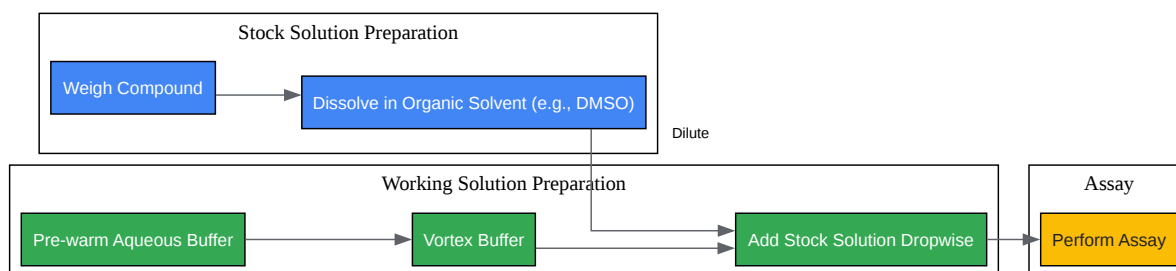 Stock Solution Preparation
Weigh Compound
Dissolve in Organic Solvent (e.g., DMSO)
Dilute
Working Solution Preparation
Assay
Pre-warm Aqueous Buffer
Vortex Buffer
Add Stock Solution Dropwise
Perform Assay